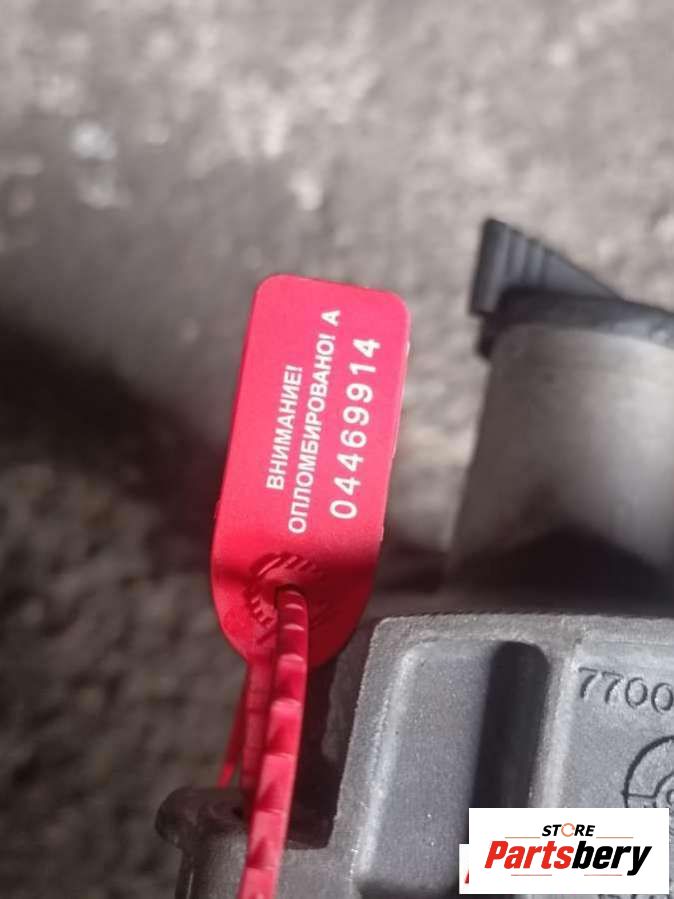 ВНИМАНИЕ!
ОПЛОМБИРОВАНО! А
04469914
7700
STORE
Partsbery